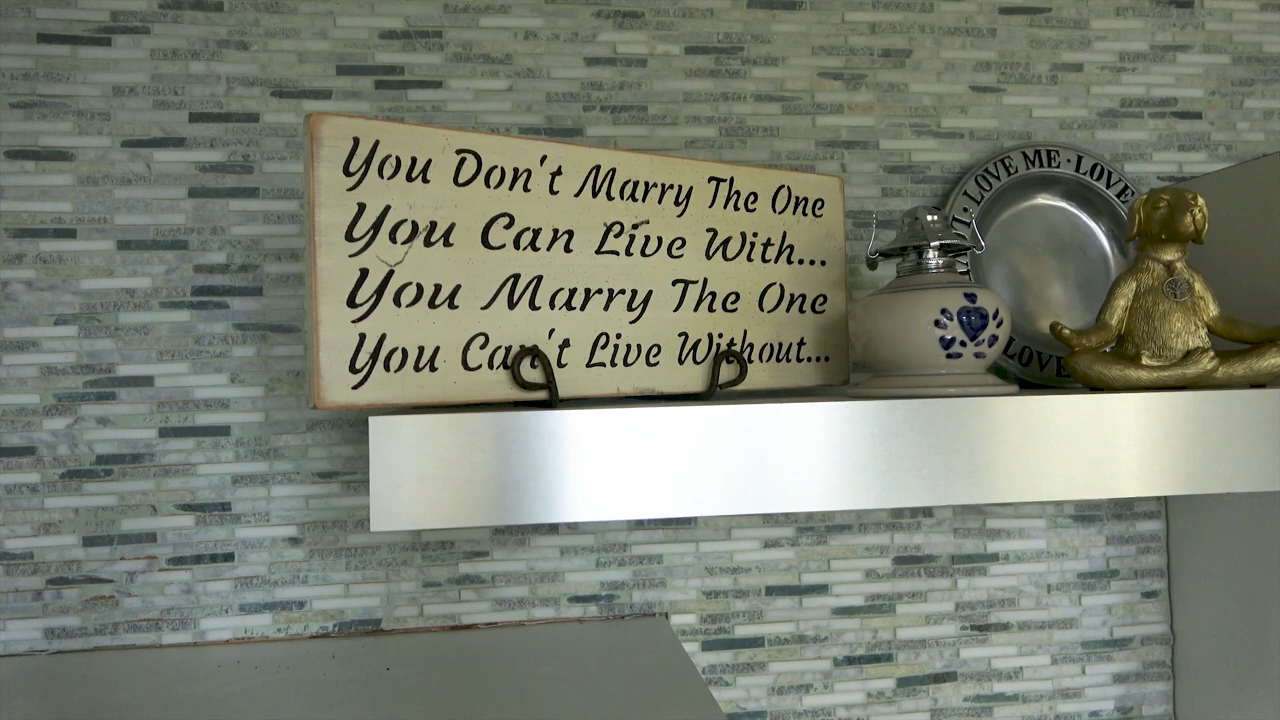 You Don't Marry The One
You Can Live With...
You Marry The One
You Can't Live Without...
LOVE ME · LOVE
LOVE